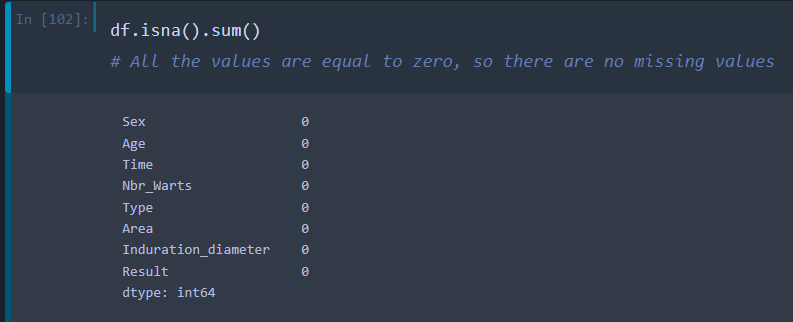 In [102]:
df.isna().sum()
# All the values are equal to zero, so there are no missing values
Sex 0
Age 0
Time 0
Nbr_Warts 0
Type 0
Area 0
Induration_diameter 0
Result 0
dtype: int64